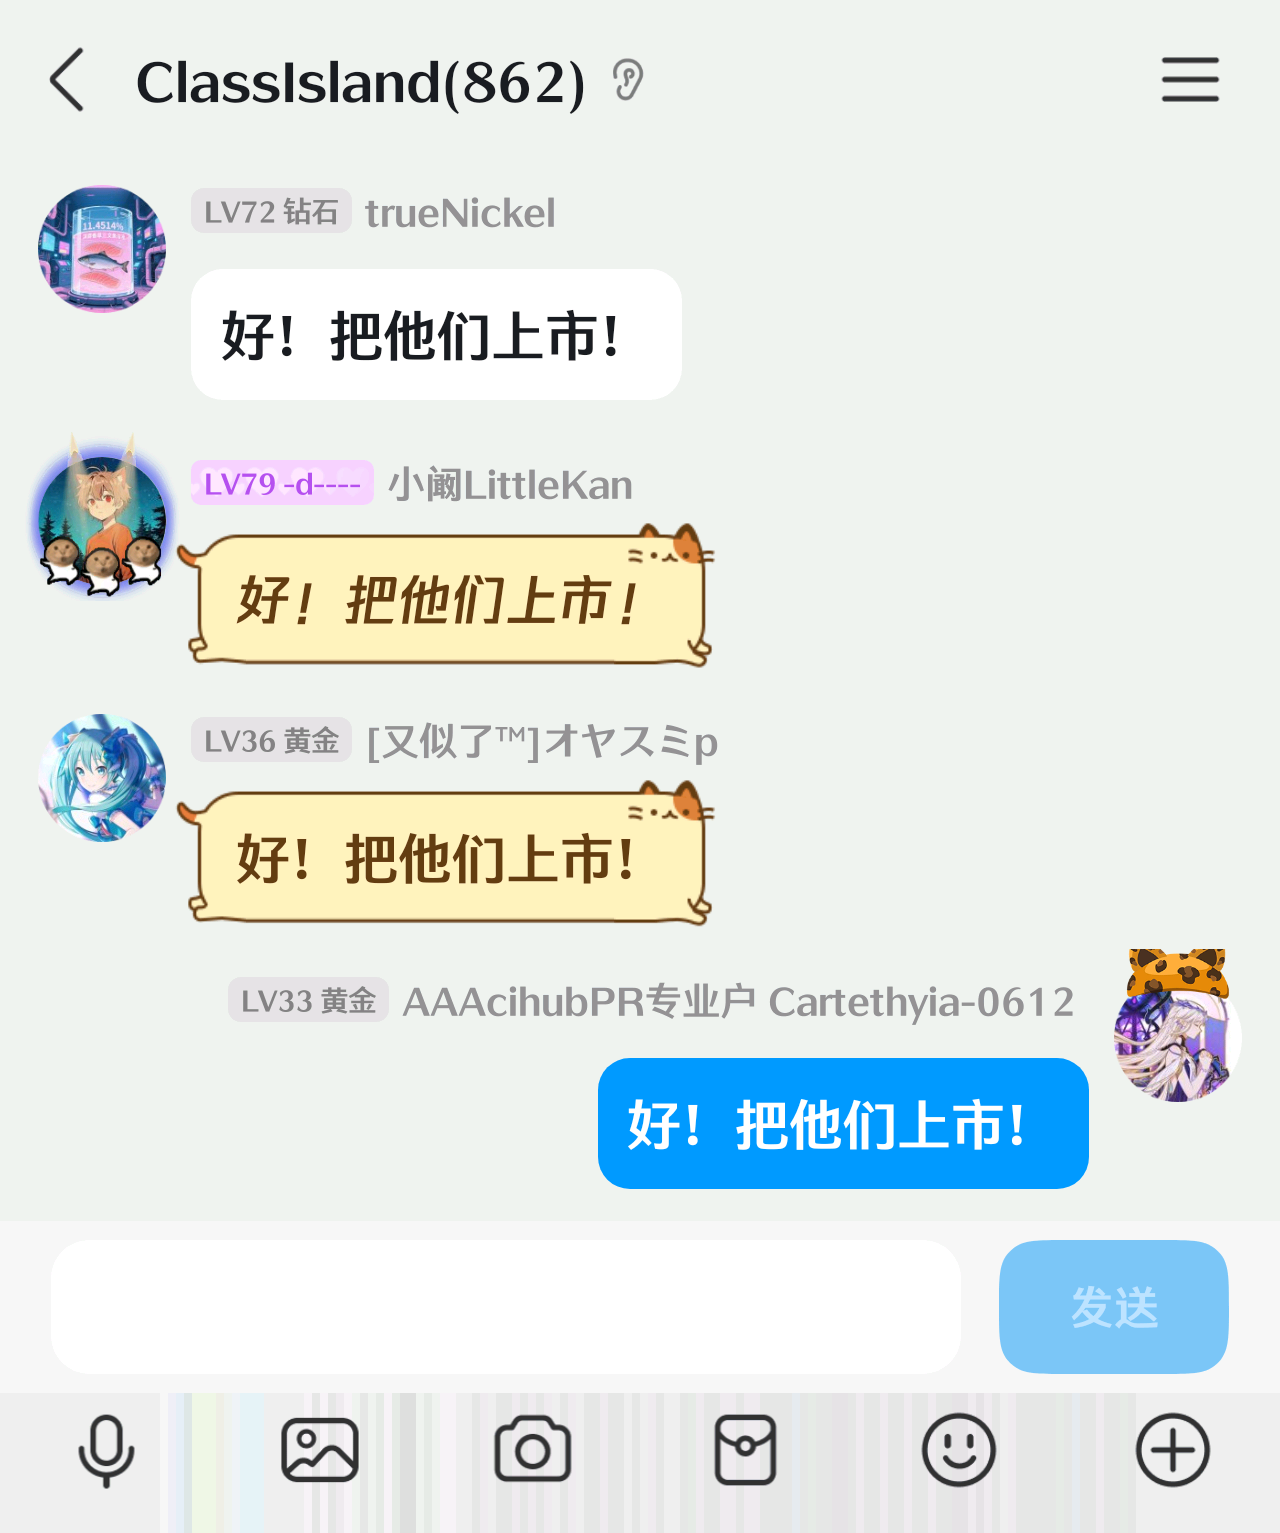 ClassIsland(862)
11.4514%
LV72 钻石 trueNickel
好！把他们上市！
LV79 -d---- 小阚LittleKan
好！把他们上市！
LV36 黄金 [又似了™]オヤスミp
好！把他们上市！
LV33 黄金 AAAcihubPR专业户 Cartethyia-0612
好！把他们上市！
发送